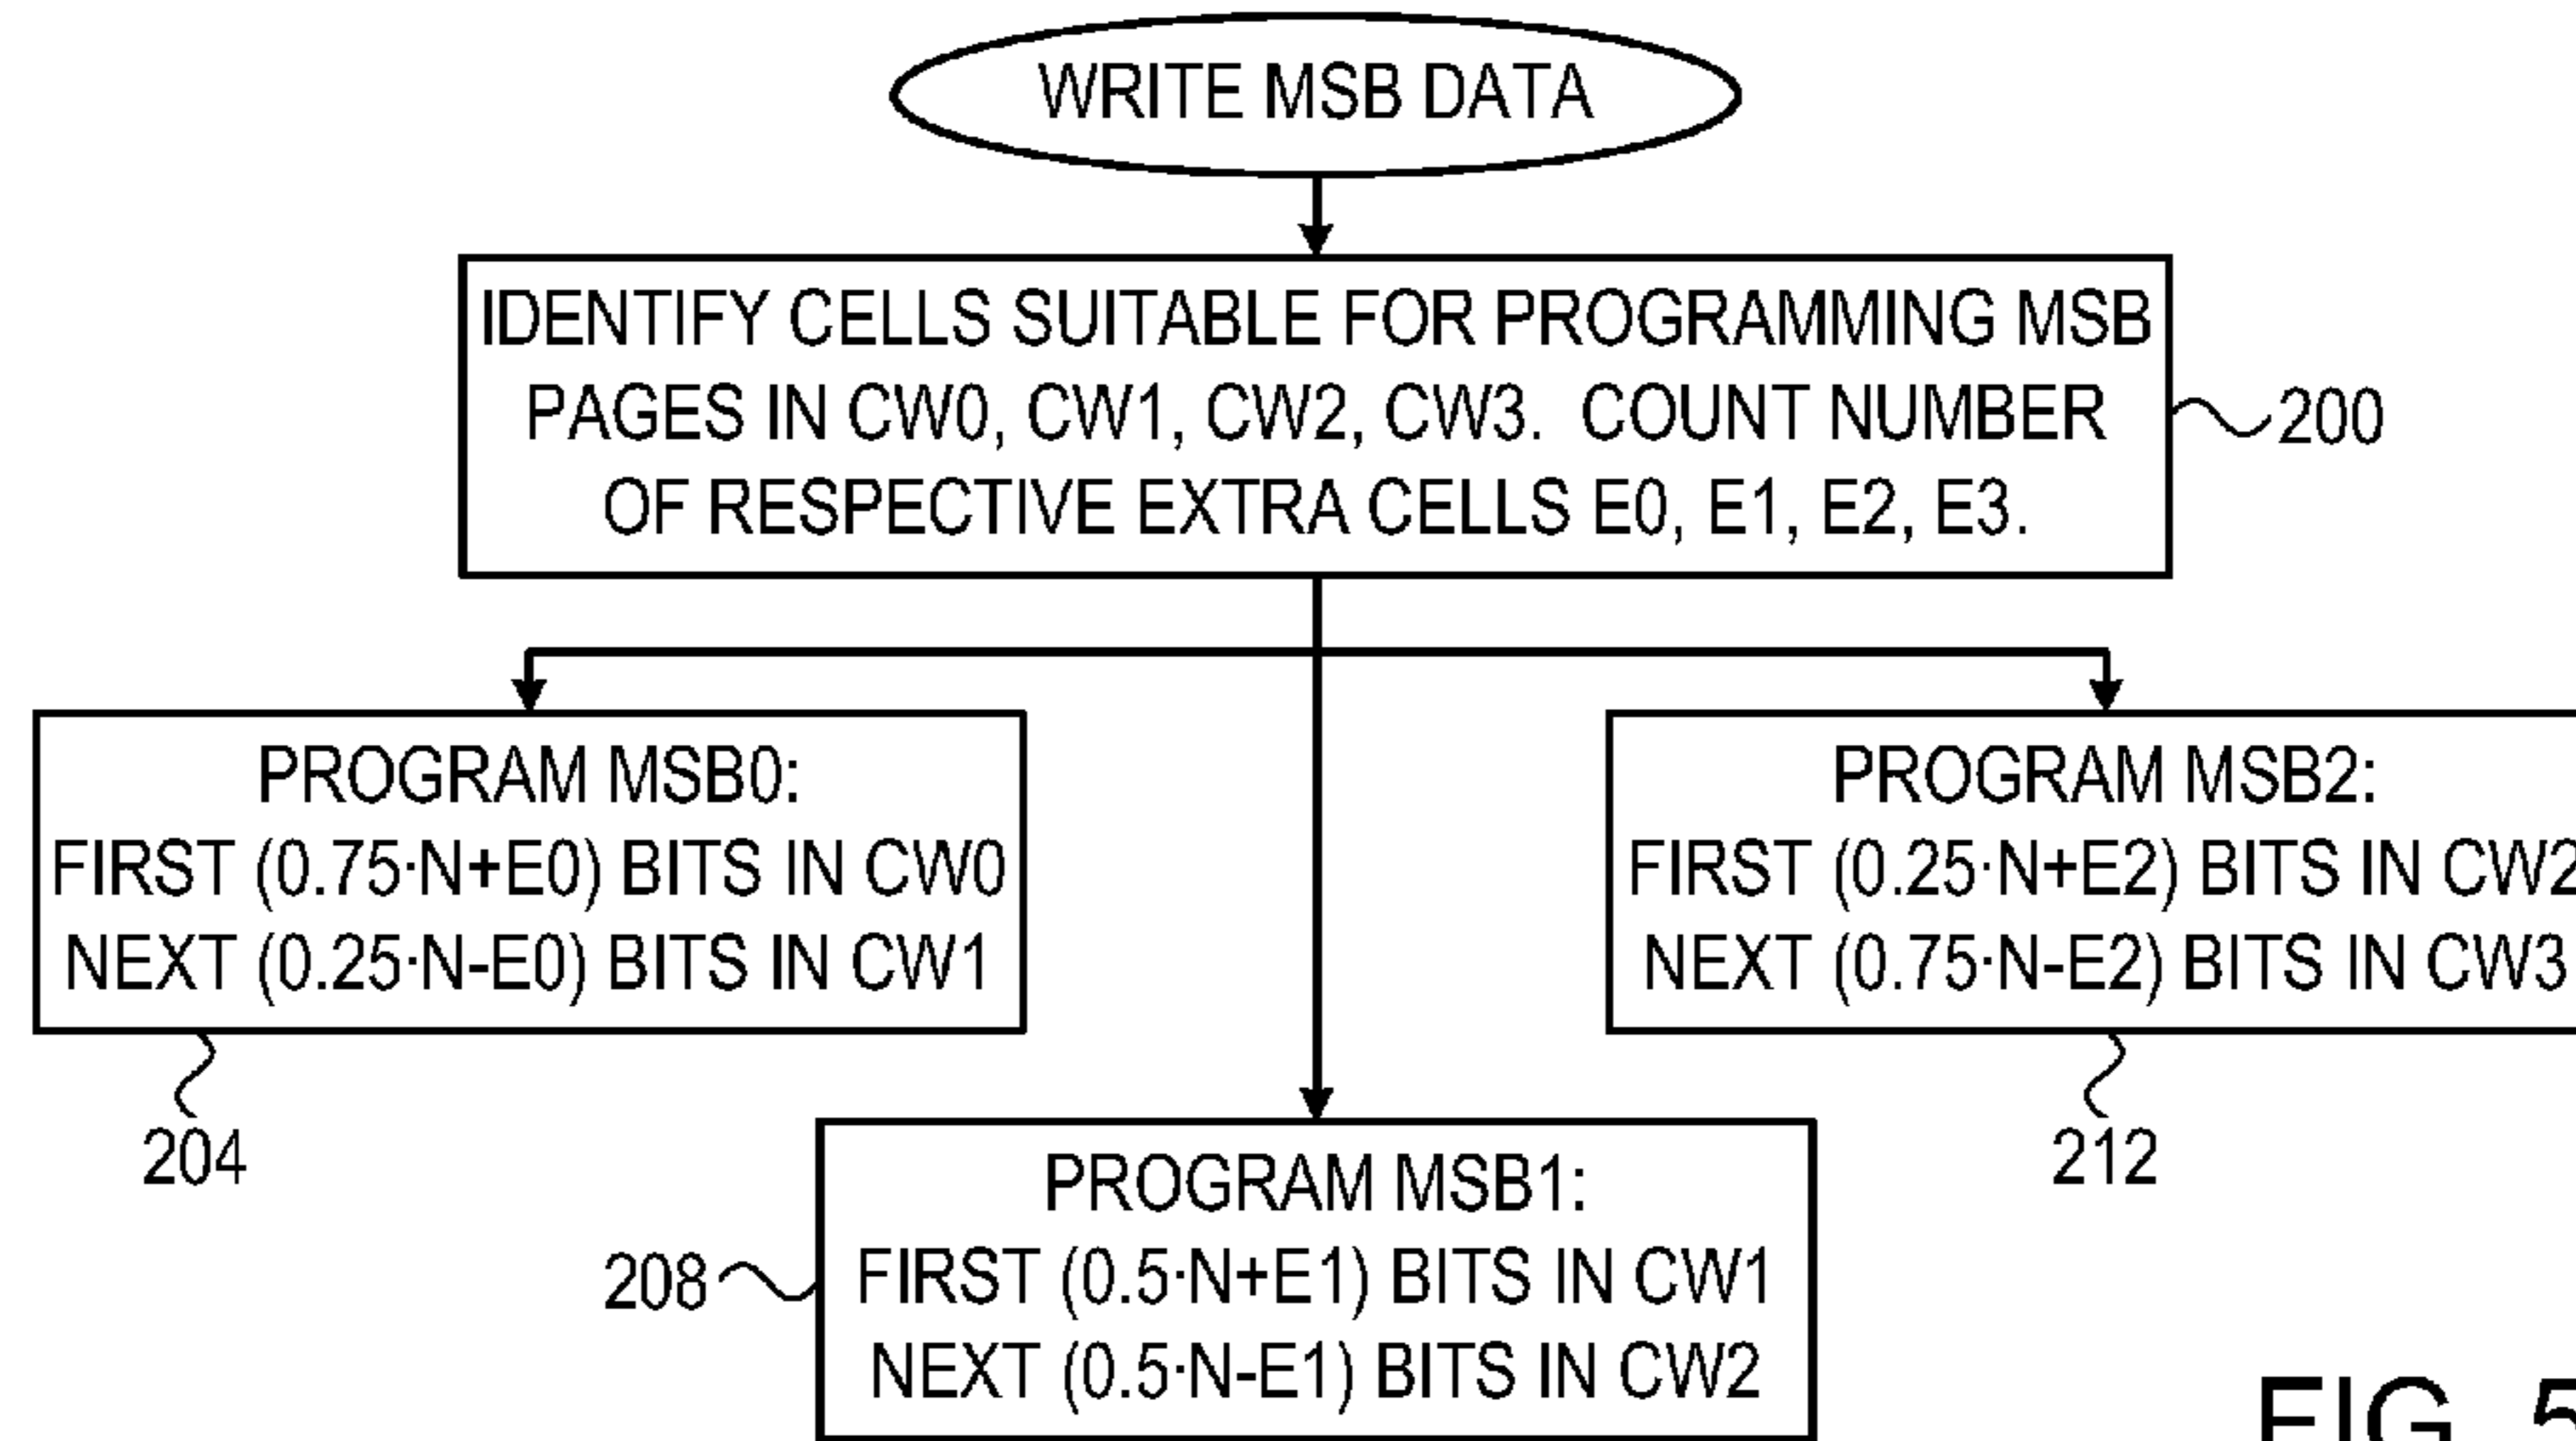 WRITE MSB DATA
IDENTIFY CELLS SUITABLE FOR PROGRAMMING MSB
PAGES IN CW0, CW1, CW2, CW3. COUNT NUMBER
OF RESPECTIVE EXTRA CELLS E0, E1, E2, E3.
200
PROGRAM MSB0:
FIRST (0.75·N+E0) BITS IN CW0
NEXT (0.25·N-E0) BITS IN CW1
204
PROGRAM MSB2:
FIRST (0.25·N+E2) BITS IN CW2
NEXT (0.75·N-E2) BITS IN CW3
212
PROGRAM MSB1:
FIRST (0.5·N+E1) BITS IN CW1
NEXT (0.5·N-E1) BITS IN CW2
208
FIG. 5